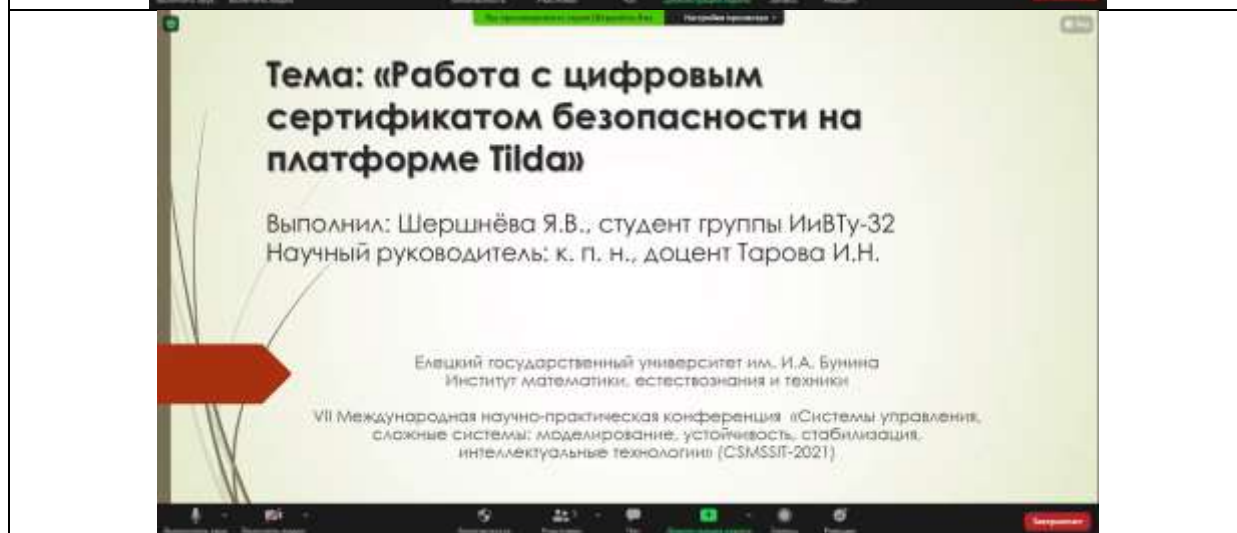 Тема: «Работа с цифровым
сертификатом безопасности на
платформе Tilda»
Выполнил: Шершнёва Я.В., студент группы ИиВТу-32
Научный руководитель: к. п. н., доцент Тарова И.Н.
Елецкий государственный университет им. И.А. Бунина
Институт математики, естествознания и техники
VII Международная научно-практическая конференция «Системы управления,
сложные системы: моделирование, устойчивость, стабилизация,
интеллектуальные технологии» (CSMSSIT-2021)